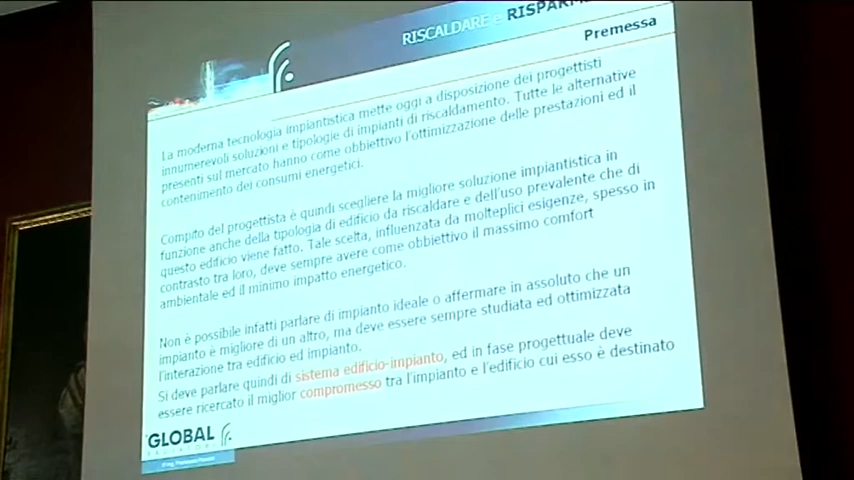 RISCALDARE e RISPARM
Premessa
La moderna tecnologia impiantistica mette oggi a disposizione dei progettisti
innumerevoli soluzioni e tipologie di impianti di riscaldamento. Tutte le alternative
presenti sul mercato hanno come obbiettivo l'ottimizzazione delle prestazioni ed il
contenimento dei consumi energetici.
Compito del progettista è quindi scegliere la migliore soluzione impiantistica in
funzione anche della tipologia di edificio da riscaldare e dell'uso prevalente che di
questo edificio viene fatto. Tale scelta, influenzata da molteplici esigenze, spesso in
contrasto tra loro, deve sempre avere come obbiettivo il massimo comfort
ambientale ed il minimo impatto energetico.
Non è possibile infatti parlare di impianto ideale o affermare in assoluto che un
impianto è migliore di un altro, ma deve essere sempre studiata ed ottimizzata
l'interazione tra edificio ed impianto.
Si deve parlare quindi di sistema edificio-impianto, ed in fase progettuale deve
essere ricercato il miglior compromesso tra l'impianto e l'edificio cui esso è destinato
GLOBAL